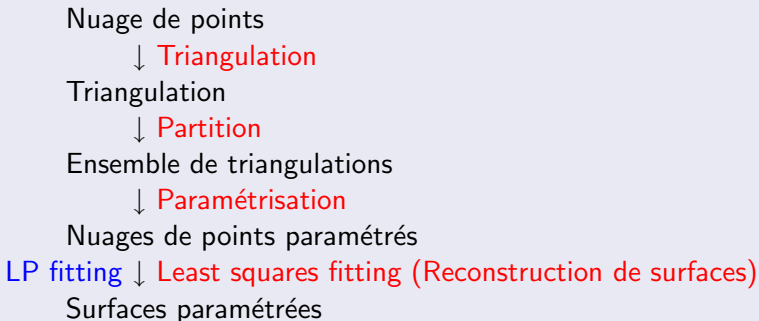 Nuage de points
↓ Triangulation
Triangulation
↓ Partition
Ensemble de triangulations
↓ Paramétrisation
Nuages de points paramétrés
LP fitting ↓ Least squares fitting (Reconstruction de surfaces)
Surfaces paramétrées